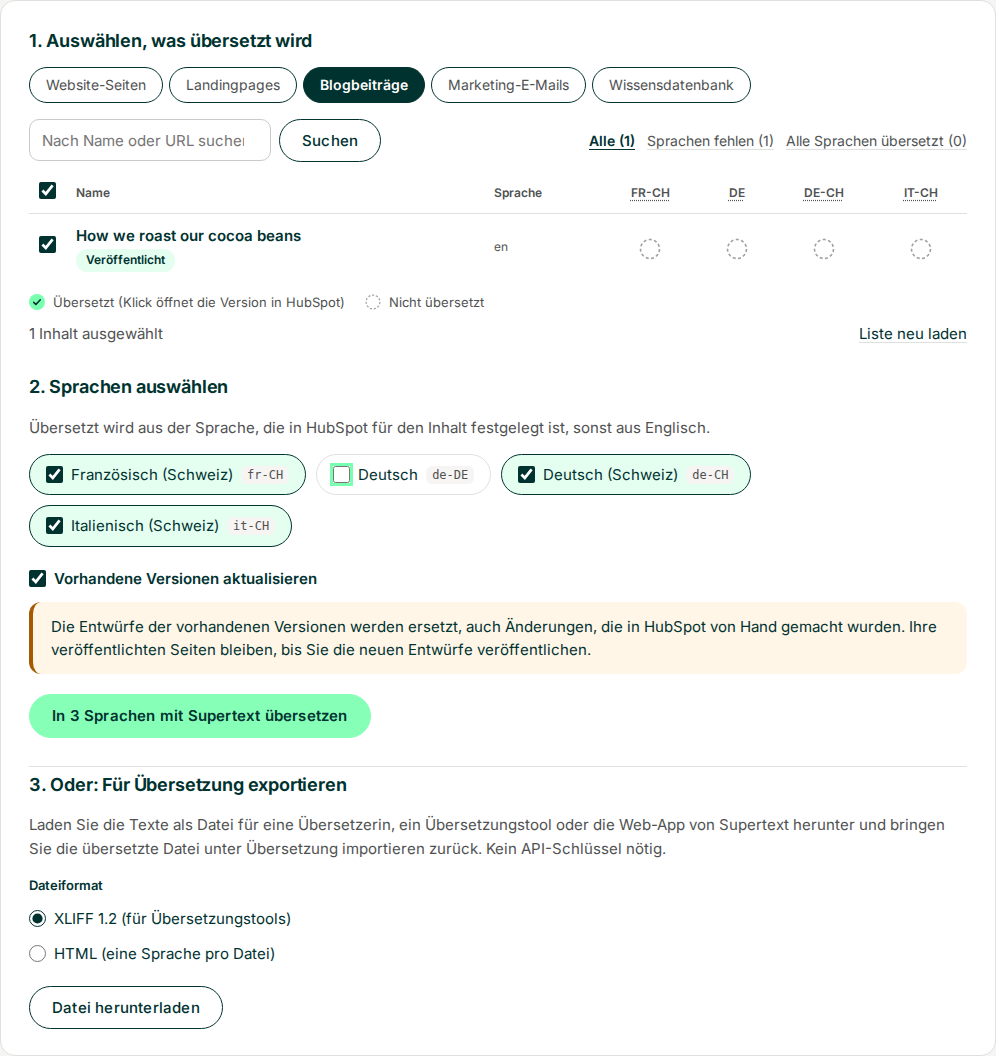 1. Auswählen, was übersetzt wird
Website-Seiten
Landingpages
Blogbeiträge
Marketing-E-Mails
Wissensdatenbank
Nach Name oder URL suchen
Suchen
Alle (1)
Sprachen fehlen (1)
Alle Sprachen übersetzt (0)
Name
Sprache
FR-CH
DE
DE-CH
IT-CH
How we roast our cocoa beans
Veröffentlicht
en
Übersetzt (Klick öffnet die Version in HubSpot)
Nicht übersetzt
1 Inhalt ausgewählt
Liste neu laden
2. Sprachen auswählen
Übersetzt wird aus der Sprache, die in HubSpot für den Inhalt festgelegt ist, sonst aus Englisch.
Französisch (Schweiz) fr-CH
Deutsch de-DE
Deutsch (Schweiz) de-CH
Italienisch (Schweiz) it-CH
Vorhandene Versionen aktualisieren
Die Entwürfe der vorhandenen Versionen werden ersetzt, auch Änderungen, die in HubSpot von Hand gemacht wurden. Ihre
veröffentlichten Seiten bleiben, bis Sie die neuen Entwürfe veröffentlichen.
In 3 Sprachen mit Supertext übersetzen
3. Oder: Für Übersetzung exportieren
Laden Sie die Texte als Datei für eine Übersetzerin, ein Übersetzungstool oder die Web-App von Supertext herunter und bringen
Sie die übersetzte Datei unter Übersetzung importieren zurück. Kein API-Schlüssel nötig.
Dateiformat
XLIFF 1.2 (für Übersetzungstools)
HTML (eine Sprache pro Datei)
Datei herunterladen